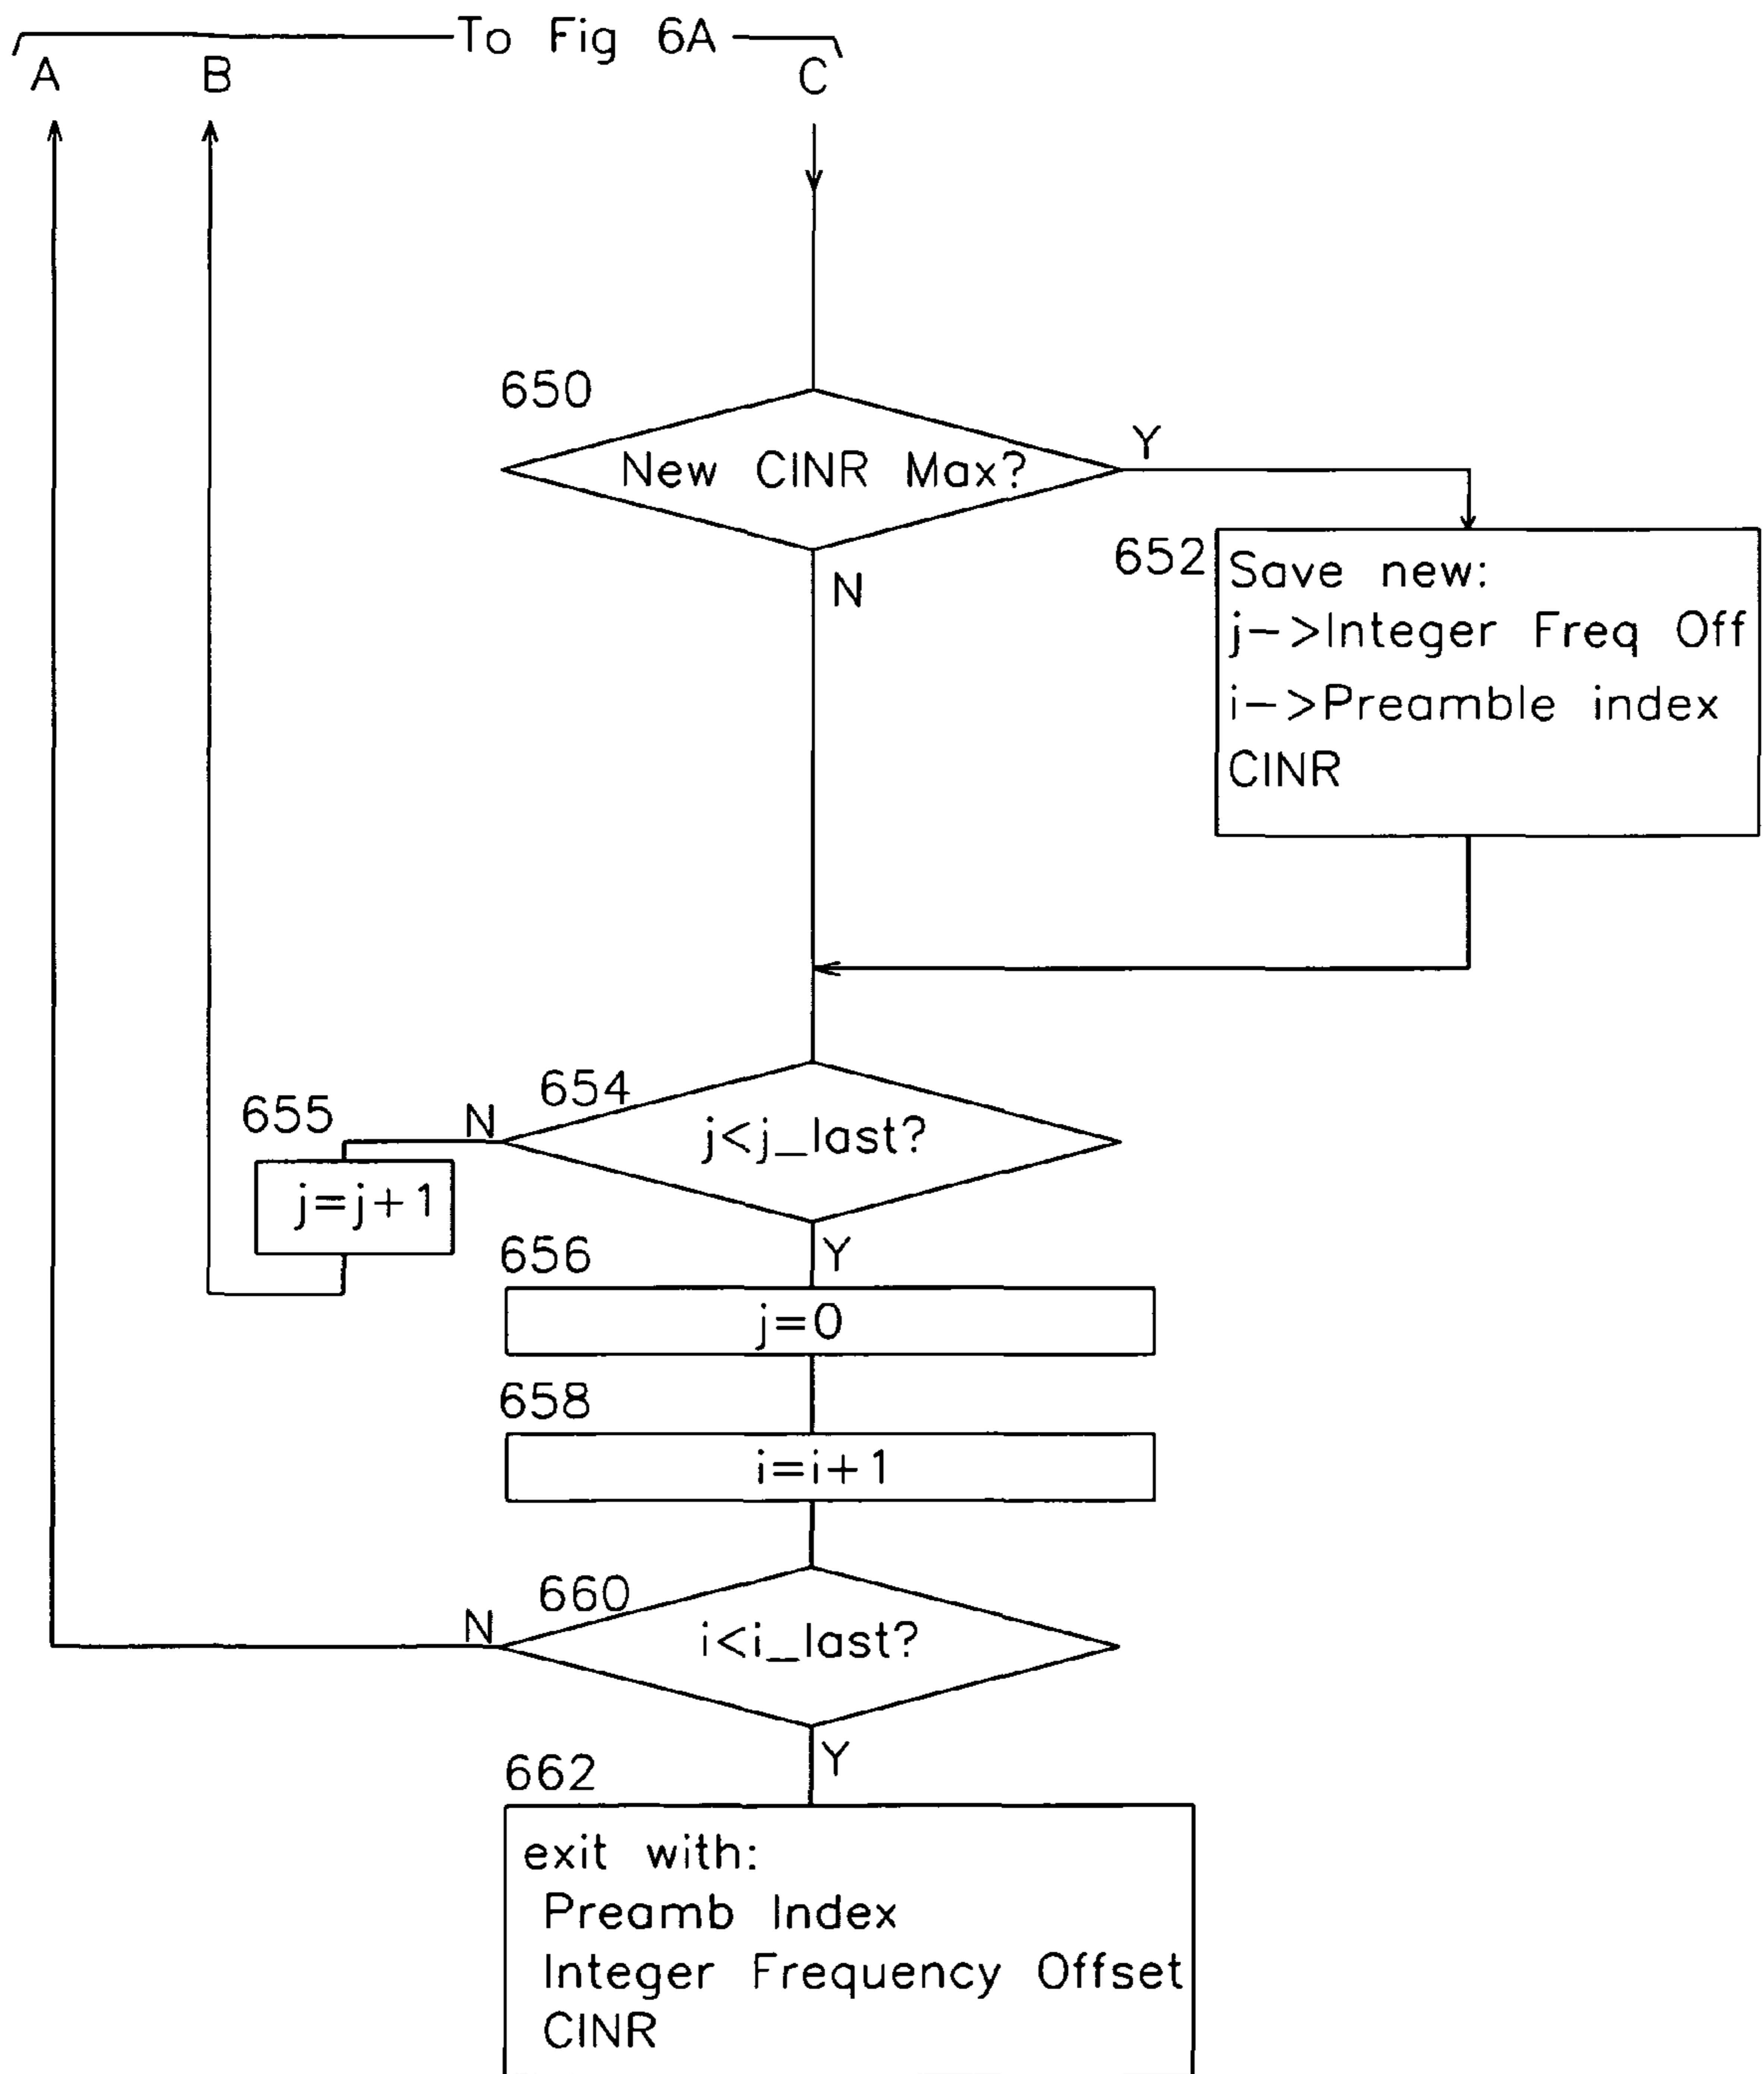 To Fig 6A
A B C
650
New CINR Max?
Y
N
652
Save new:
j->Integer Freq Off
i->Preamble index
CINR
654
j<j_last?
N
655
j=j+1
Y
656
j=0
658
i=i+1
660
i<i_last?
N
Y
662
exit with:
Preamb Index
Integer Frequency Offset
CINR